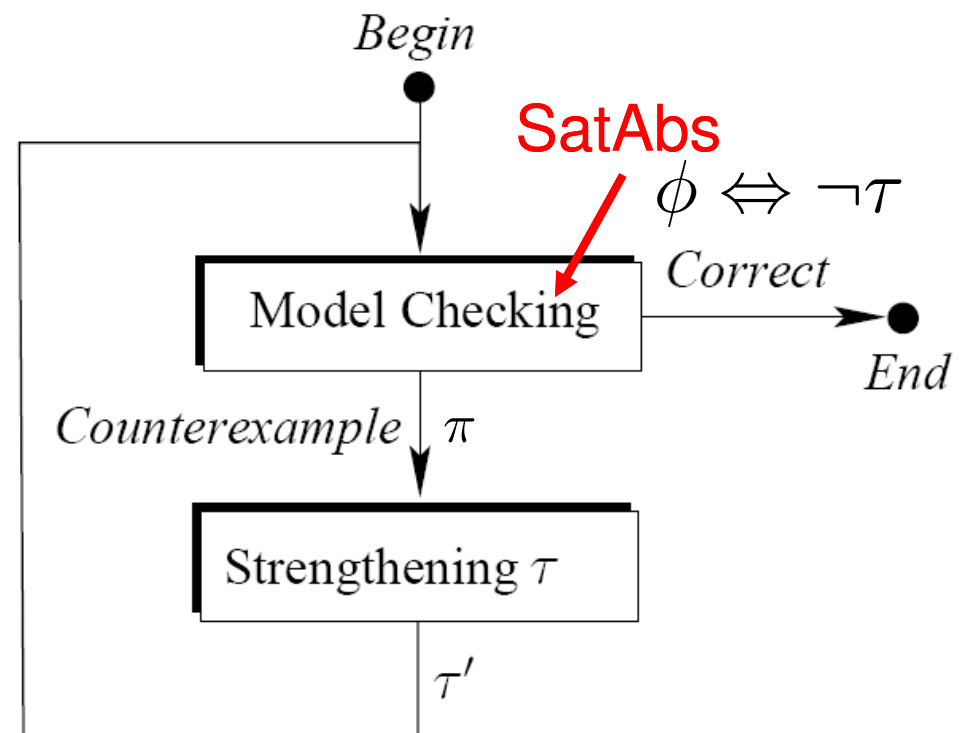 Begin
SatAbs
ϕ ⇔ ¬τ
Correct
Model Checking
End
Counterexample π
Strengthening τ
τ′